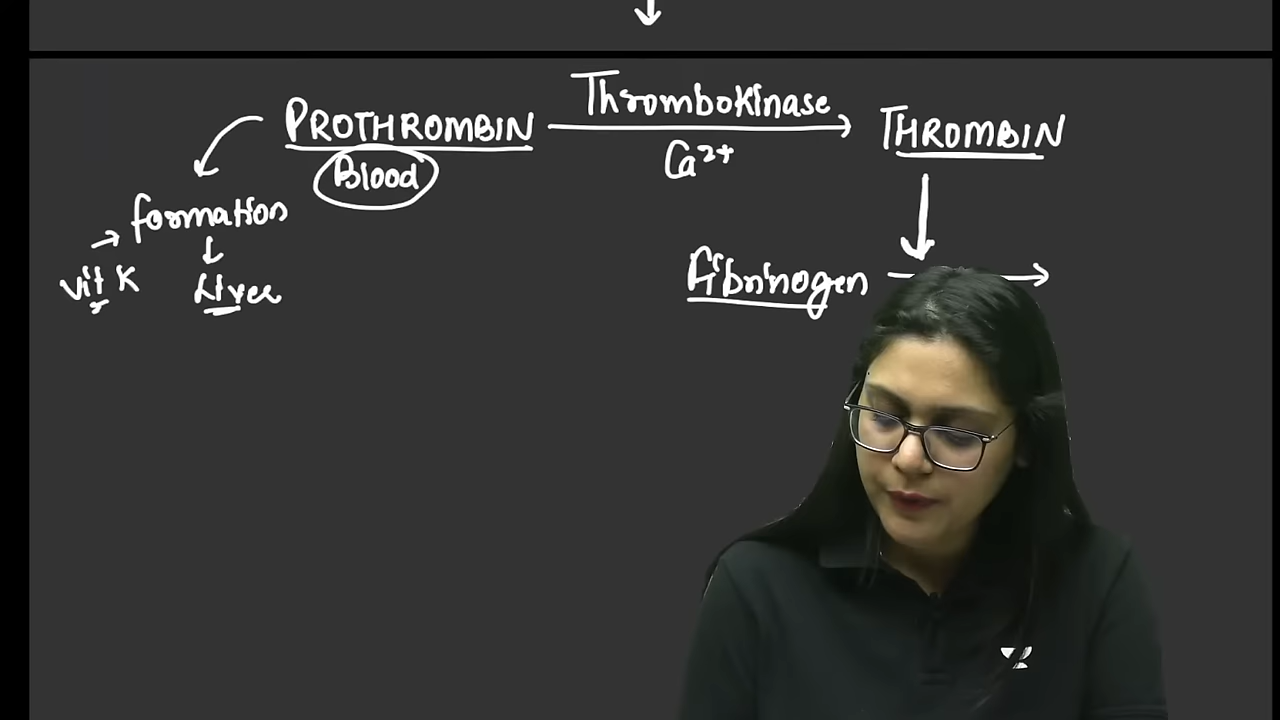 Thrombokinase
PROTHROMBIN → THROMBIN
Blood
Ca²⁺
formation
Vit K
Liver
Fibrinogen →